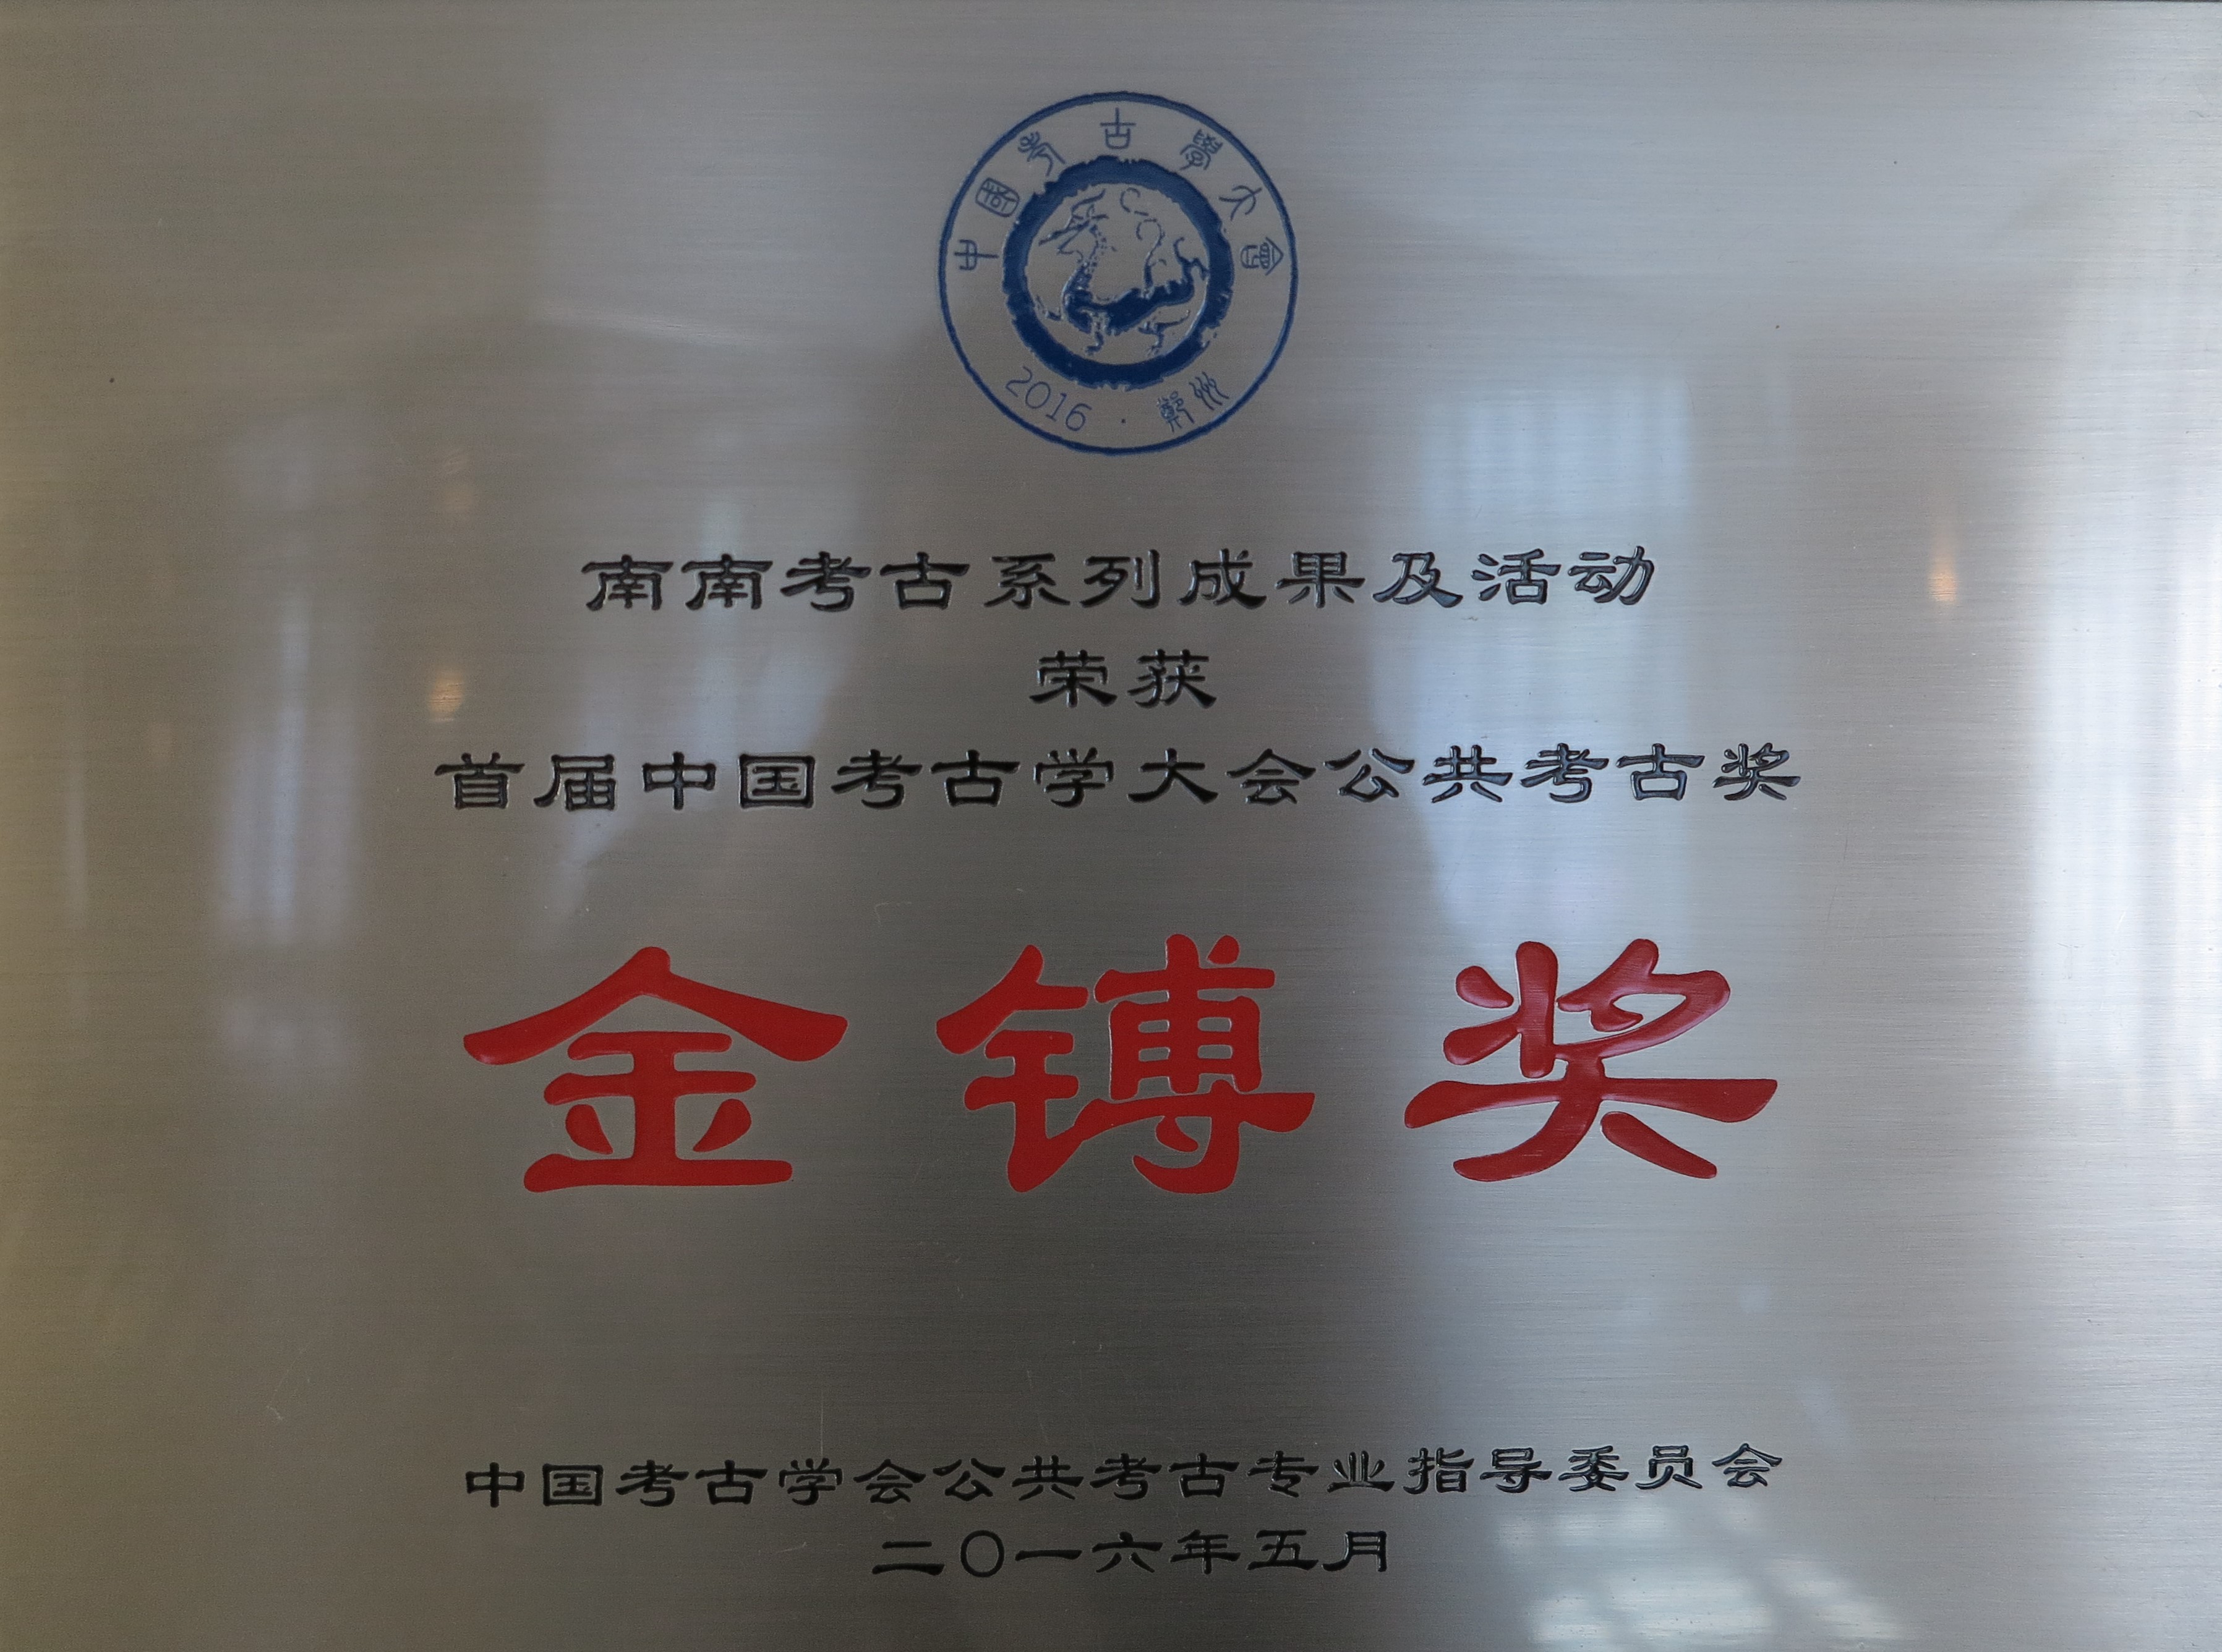 中國考古學大會
2016·鄭州
南南考古系列成果及活动
荣获
首届中国考古学大会公共考古奖
金镈奖
中国考古学会公共考古专业指导委员会
二〇一六年五月